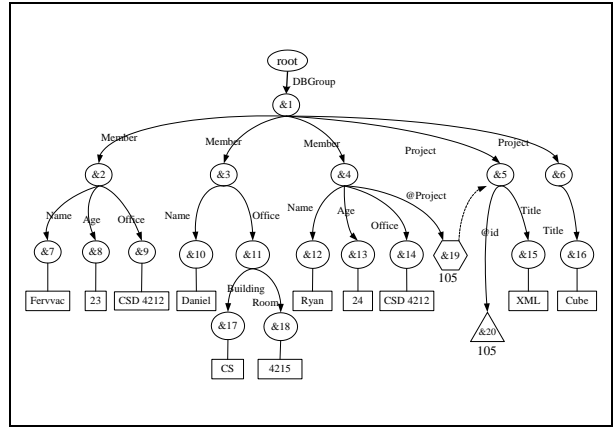 root
DBGroup
&1
Member
Member
Member
Project
Project
&2
&3
&4
&5
&6
Name
Age
Office
Name
Office
Name
Age
Office
@Project
@id
Title
Title
&7
&8
&9
&10
&11
&12
&13
&14
&19
105
&15
&16
Fervvac
23
CSD 4212
Daniel
Building
Room
Ryan
24
CSD 4212
XML
Cube
&17
&18
&20
105
CS
4215